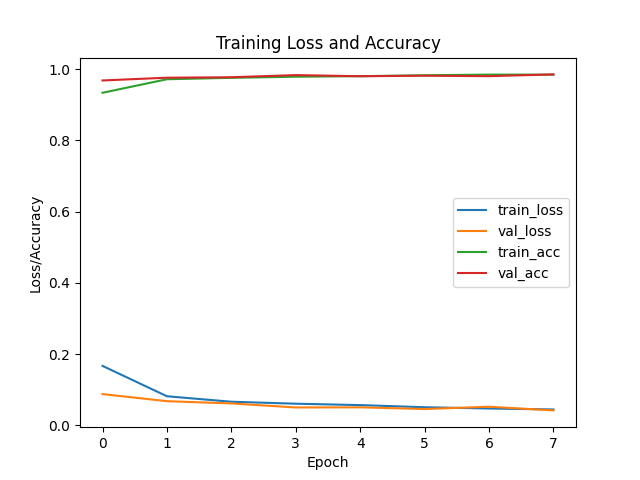 Training Loss and Accuracy
Loss/Accuracy
1.0
0.8
0.6
0.4
0.2
0.0
train_loss
val_loss
train_acc
val_acc
0 1 2 3 4 5 6 7
Epoch